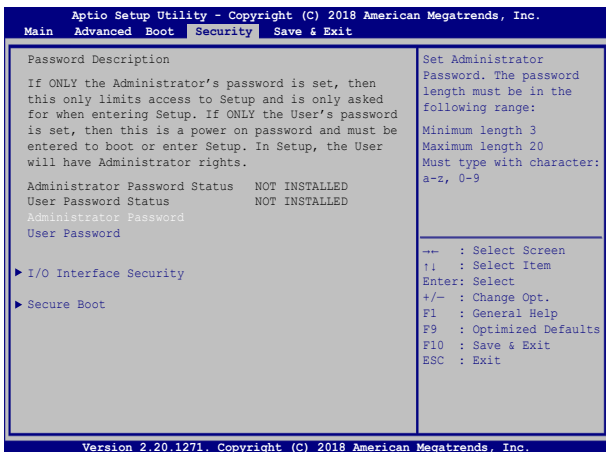 Aptio Setup Utility - Copyright (C) 2018 American Megatrends, Inc.
Main Advanced Boot Security Save & Exit
Password Description
If ONLY the Administrator's password is set, then
this only limits access to Setup and is only asked
for when entering Setup. If ONLY the User's password
is set, then this is a power on password and must be
entered to boot or enter Setup. In Setup, the User
will have Administrator rights.
Administrator Password Status NOT INSTALLED
User Password Status NOT INSTALLED
Administrator Password
User Password
▶ I/O Interface Security
▶ Secure Boot
Set Administrator
Password. The password
length must be in the
following range:
Minimum length 3
Maximum length 20
Must type with character:
a-z, 0-9
→← : Select Screen
↑↓ : Select Item
Enter: Select
+/— : Change Opt.
F1 : General Help
F9 : Optimized Defaults
F10 : Save & Exit
ESC : Exit
Version 2.20.1271. Copyright (C) 2018 American Megatrends, Inc.